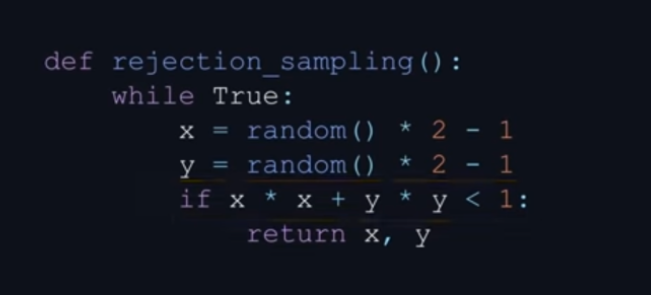 def rejection_sampling():
    while True:
        x = random() * 2 - 1
        y = random() * 2 - 1
        if x * x + y * y < 1:
            return x, y